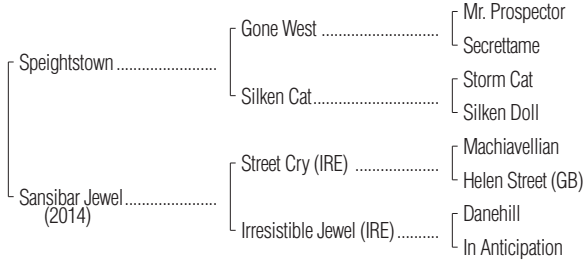 Mr. Prospector
Gone West ..............................
Secrettame
Speightstown .........................
Storm Cat
Silken Cat ................................
Silken Doll
Machiavellian
Street Cry (IRE) .....................
Helen Street (GB)
Sansibar Jewel .......................
(2014)
Danehill
Irresistible Jewel (IRE) ..........
In Anticipation